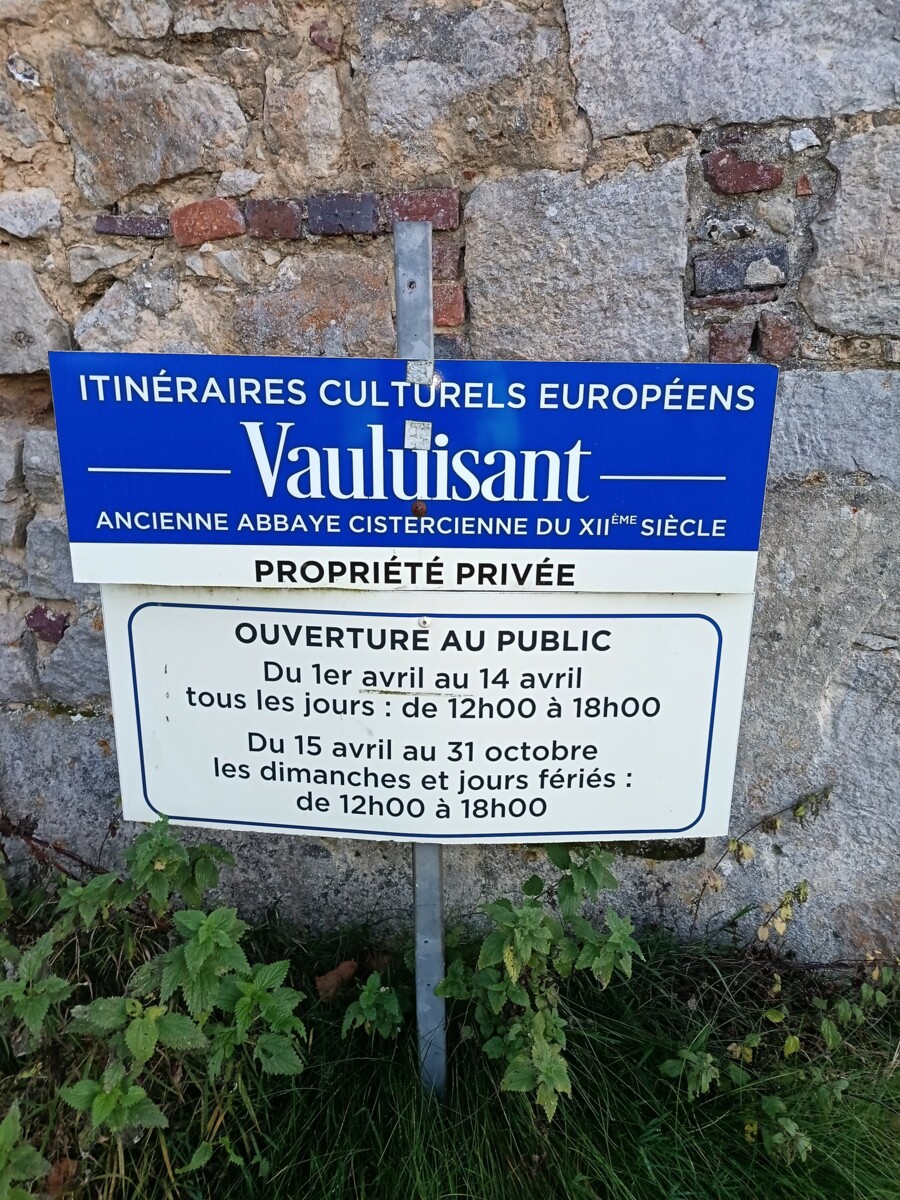 ITINÉRAIRES CULTURELS EUROPÉENS
Vauluisant
ANCIENNE ABBAYE CISTERCIENNE DU XIIÈME SIÈCLE
PROPRIÉTÉ PRIVÉE
OUVERTURE AU PUBLIC
Du 1er avril au 14 avril
tous les jours : de 12h00 à 18h00
Du 15 avril au 31 octobre
les dimanches et jours fériés :
de 12h00 à 18h00